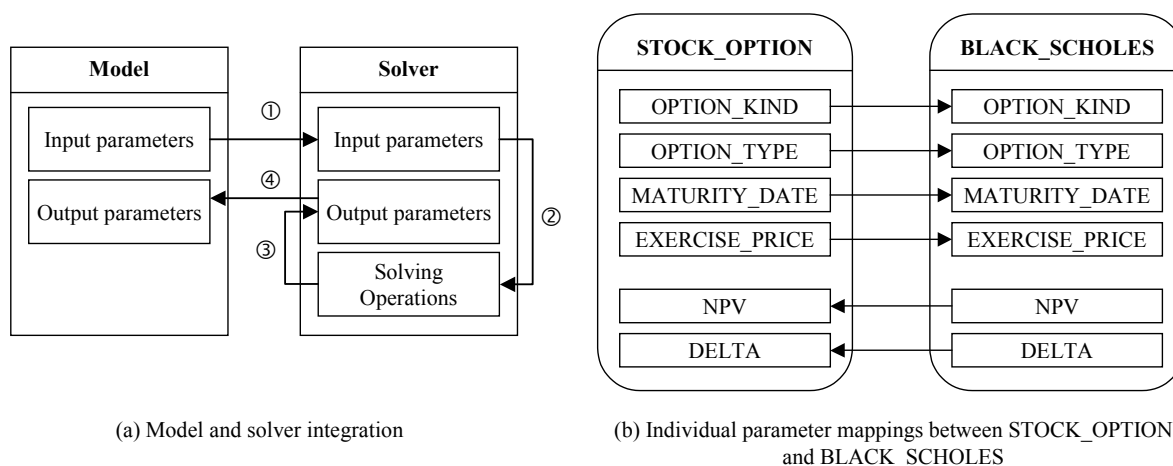 Model
Solver
Input parameters
①
Input parameters
Output parameters
④
Output parameters
②
③
Solving
Operations
(a) Model and solver integration
STOCK_OPTION
BLACK_SCHOLES
OPTION_KIND
OPTION_KIND
OPTION_TYPE
OPTION_TYPE
MATURITY_DATE
MATURITY_DATE
EXERCISE_PRICE
EXERCISE_PRICE
NPV
NPV
DELTA
DELTA
(b) Individual parameter mappings between STOCK_OPTION
and BLACK_SCHOLES